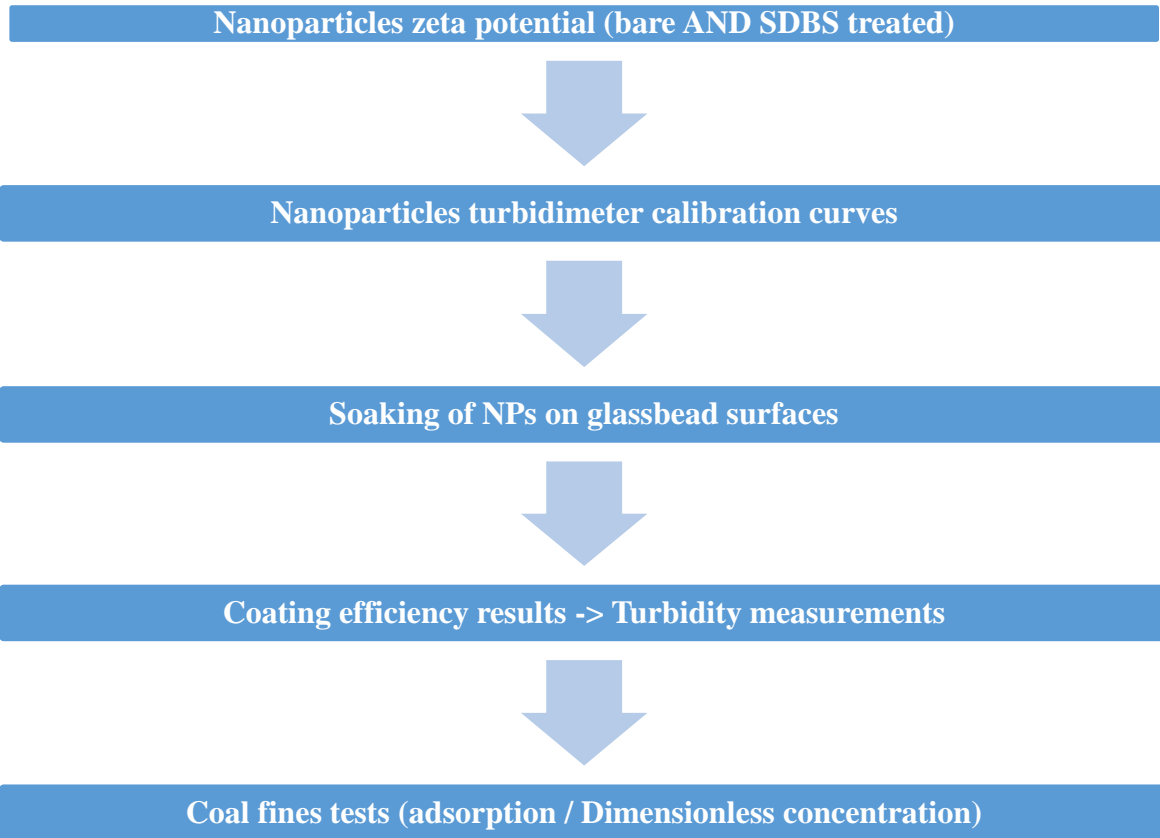 Nanoparticles zeta potential (bare AND SDBS treated)
Nanoparticles turbidimeter calibration curves
Soaking of NPs on glassbead surfaces
Coating efficiency results -> Turbidity measurements
Coal fines tests (adsorption / Dimensionless concentration)